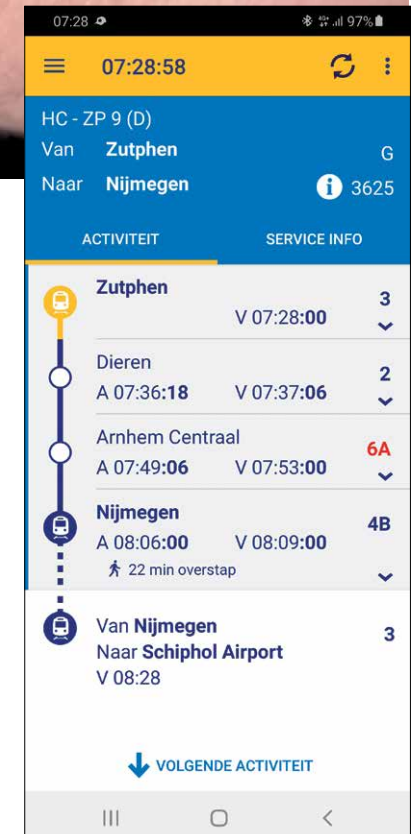 07:28 4G+ 97%
07:28:58
HC - ZP 9 (D)
Van Zutphen G
Naar Nijmegen i 3625
ACTIVITEIT SERVICE INFO
Zutphen 3
V 07:28:00
Dieren 2
A 07:36:18 V 07:37:06
Arnhem Centraal 6A
A 07:49:06 V 07:53:00
Nijmegen 4B
A 08:06:00 V 08:09:00
22 min overstap
Van Nijmegen 3
Naar Schiphol Airport
V 08:28
VOLGENDE ACTIVITEIT